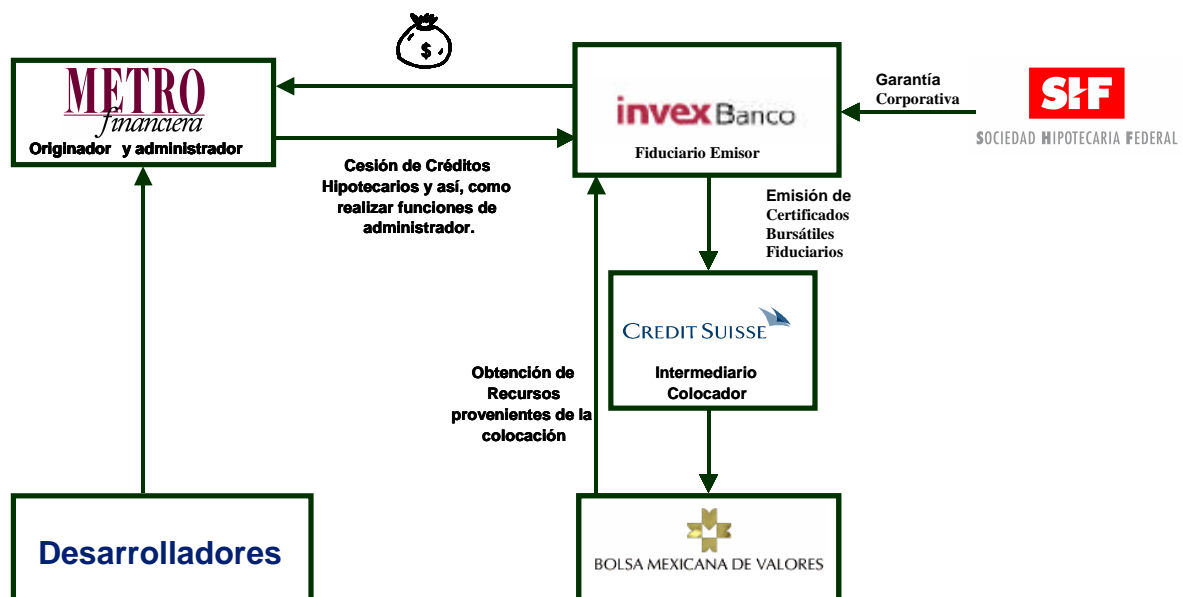 $
METRO
financiera
Originador y administrador
invex Banco
Fiduciario Emisor
Garantía
Corporativa
SHF
SOCIEDAD HIPOTECARIA FEDERAL
Cesión de Créditos
Hipotecarios y así, como
realizar funciones de
administrador.
Emisión de
Certificados
Bursátiles
Fiduciarios
CREDIT SUISSE
Intermediario
Colocador
Obtención de
Recursos
provenientes de la
colocación
Desarrolladores
BOLSA MEXICANA DE VALORES